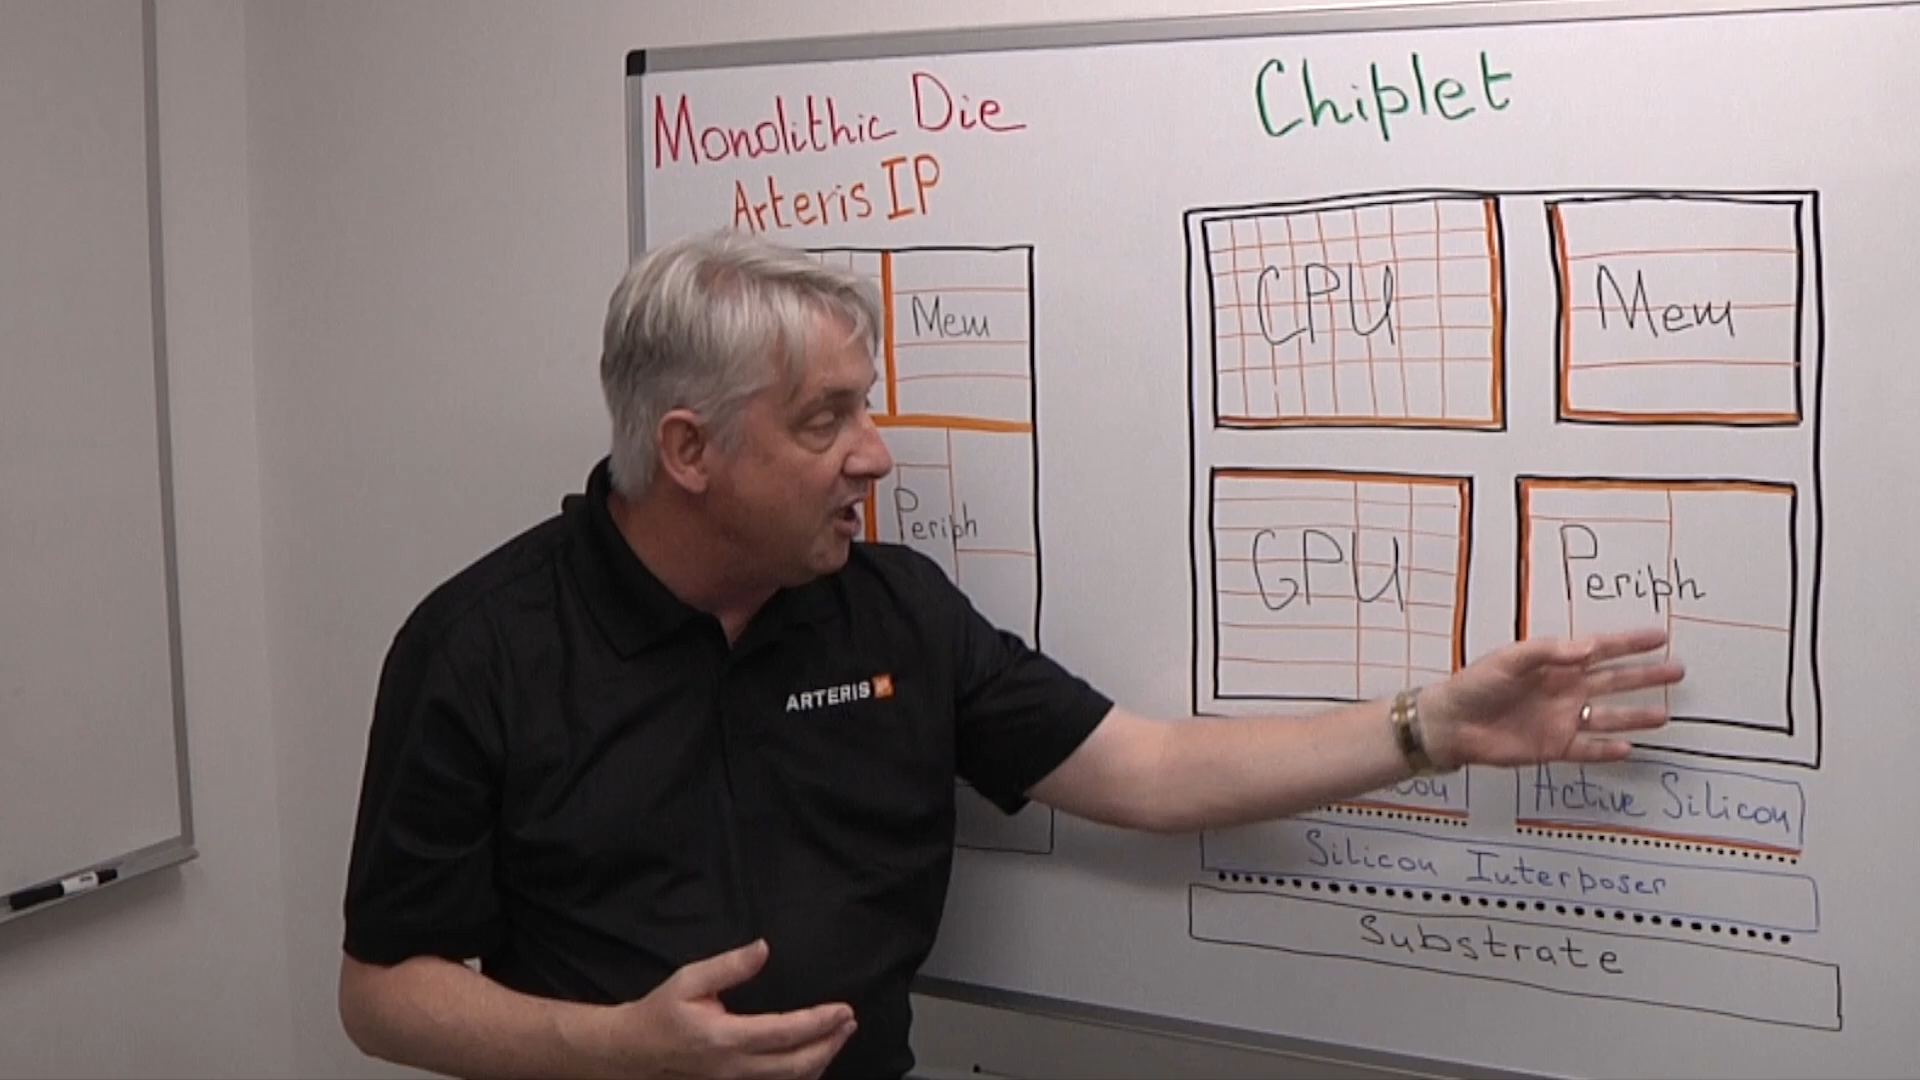 Monolithic Die
Arteris IP
Mem
Periph
Chiplet
CPU
Mem
GPU
Periph
Active Silicon
Silicon Interposer
Substrate
ARTERIS